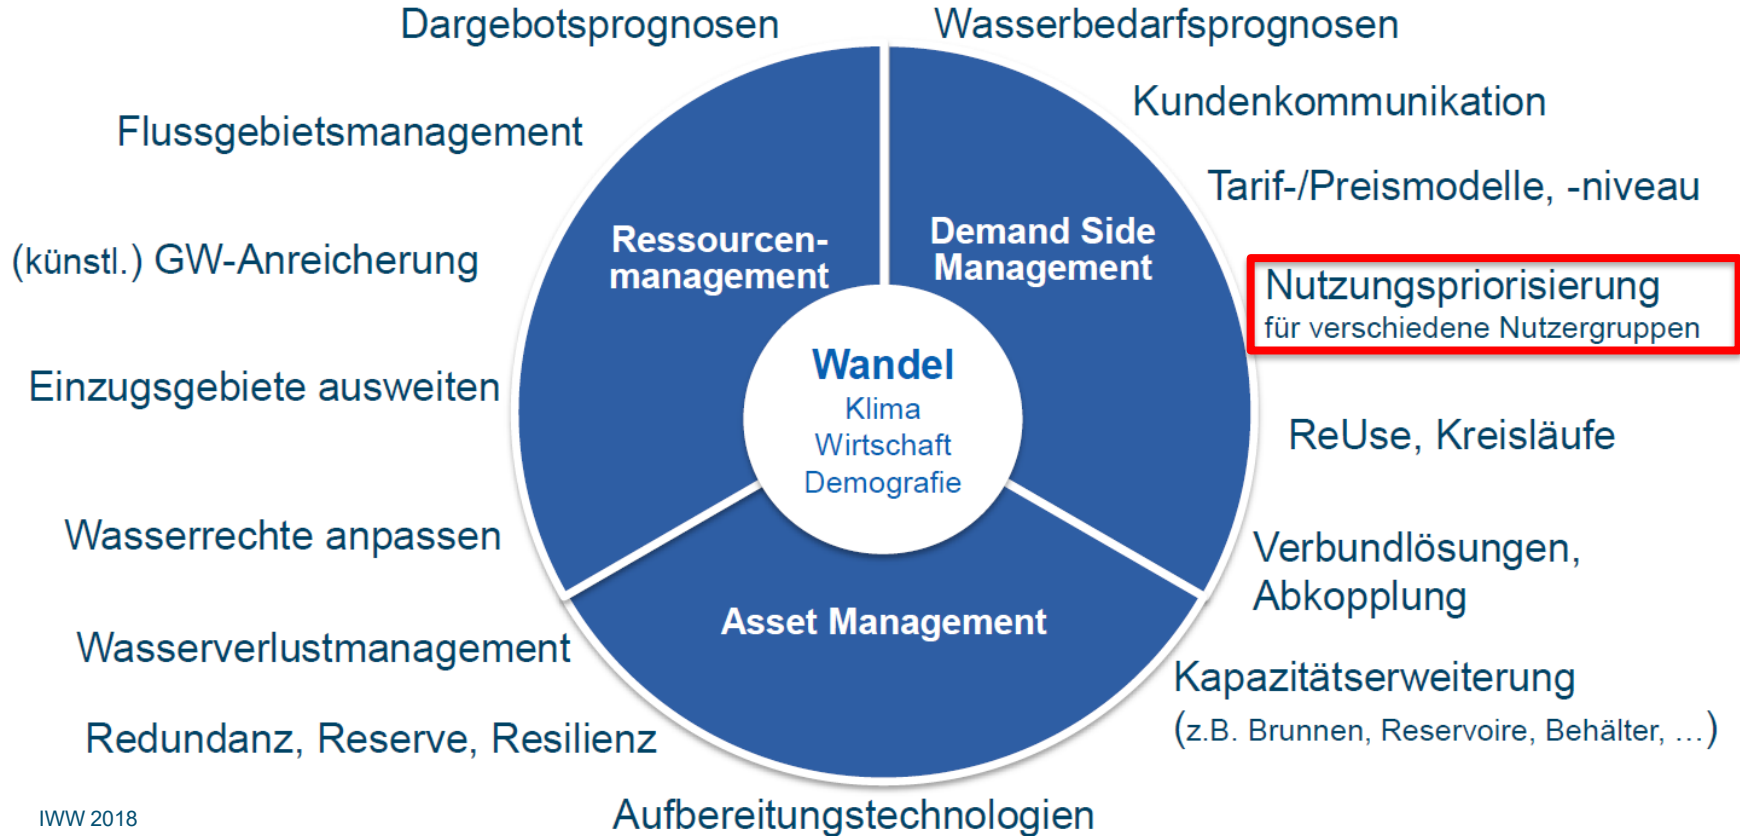 Dargebotsprognosen
Wasserbedarfsprognosen
Kundenkommunikation
Flussgebietsmanagement
Tarif-/Preismodelle, -niveau
Ressourcen-
management
Demand Side
Management
(künstl.) GW-Anreicherung
Nutzungspriorisierung
für verschiedene Nutzergruppen
Wandel
Klima
Wirtschaft
Demografie
Einzugsgebiete ausweiten
ReUse, Kreisläufe
Wasserrechte anpassen
Verbundlösungen,
Abkopplung
Asset Management
Wasserverlustmanagement
Kapazitätserweiterung
(z.B. Brunnen, Reservoire, Behälter, ...)
Redundanz, Reserve, Resilienz
Aufbereitungstechnologien
IWW 2018